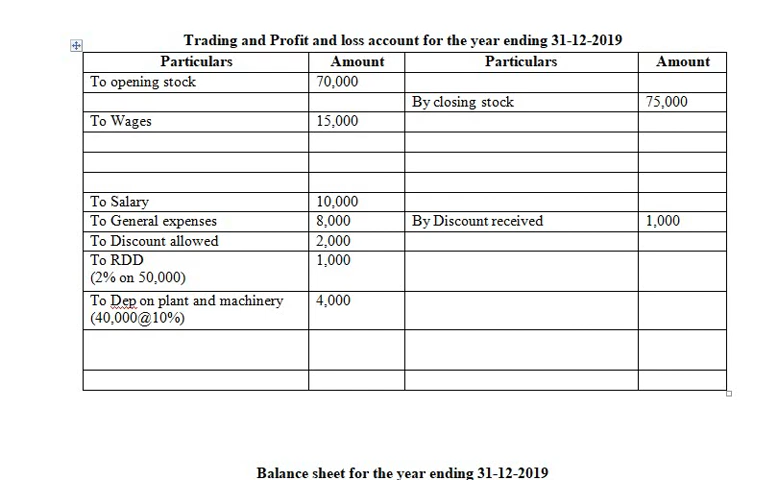 Trading and Profit and loss account for the year ending 31-12-2019
Particulars Amount Particulars Amount
To opening stock 70,000
By closing stock 75,000
To Wages 15,000
To Salary 10,000
To General expenses 8,000 By Discount received 1,000
To Discount allowed 2,000
To RDD 1,000
(2% on 50,000)
To Dep on plant and machinery 4,000
(40,000@10%)
Balance sheet for the year ending 31-12-2019